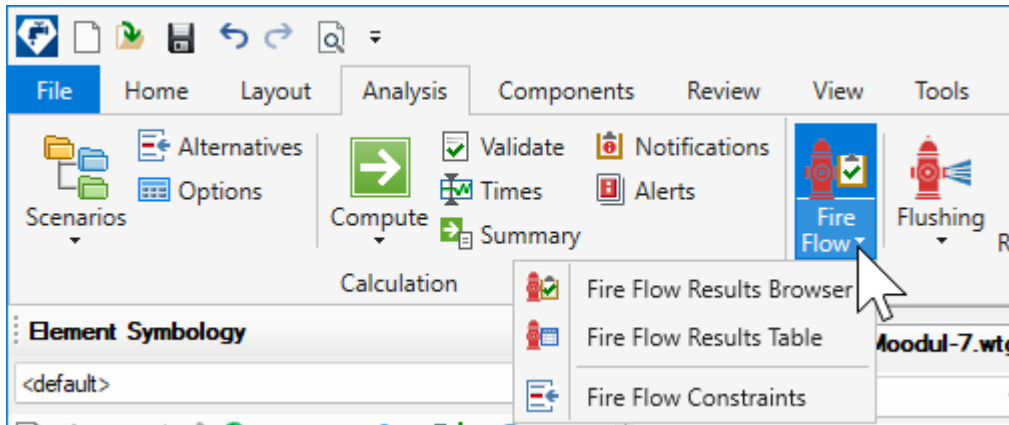 File Home Layout Analysis Components Review View Tools
Alternatives Validate Notifications
Options Times Alerts
Scenarios Compute Summary Fire Flow Flushing
Calculation
Fire Flow Results Browser
Element Symbology
Fire Flow Results Table
Moodul-7.wtg
<default>
Fire Flow Constraints